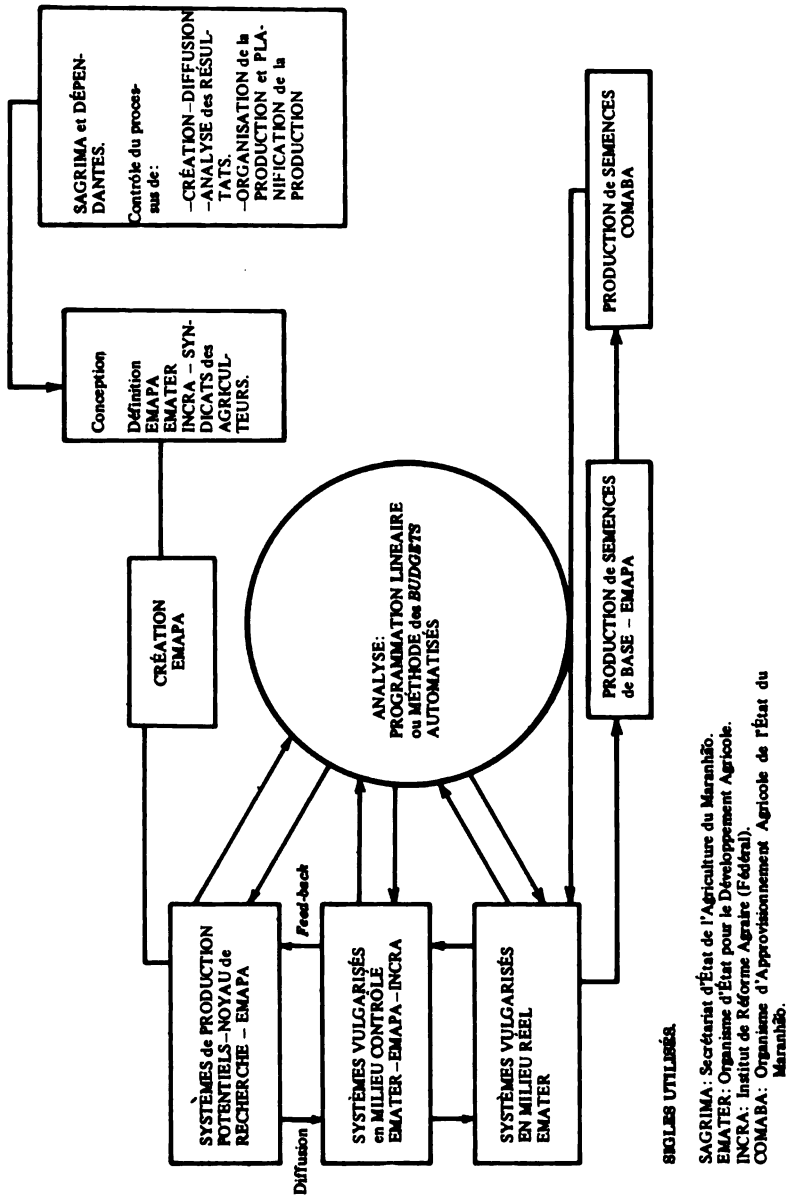 SAGRIMA et DÉPEN-
DANTES.
Contrôle du proces-
sus de:
–CRÉATION–DIFFUSION
–ANALYSE des RÉSUL-
TATS.
–ORGANISATION de la
PRODUCTION et PLA-
NIFICATION de la
PRODUCTION
Conception
Définition
EMAPA
EMATER
INCRA – SYN-
DICATS des
AGRICUL-
TEURS.
CRÉATION
EMAPA
ANALYSE:
PROGRAMMATION LINEAIRE
ou MÉTHODE des BUDGETS
AUTOMATISÉS
SYSTÈMES de PRODUCTION
POTENTIELS–NOYAU de
RECHERCHE – EMAPA
Diffusion
Feed-back
SYSTÈMES VULGARISÉS
en MILIEU CONTRÔLÉ
EMATER–EMAPA–INCRA
SYSTÈMES VULGARISÉS
EN MILIEU RÉEL
EMATER
PRODUCTION de SEMENCES
de BASE – EMAPA
PRODUCTION de SEMENCES
COMABA
SIGLES UTILISÉS.
SAGRIMA: Secrétariat d'État de l'Agriculture du Maranhão.
EMATER: Organisme d'État pour le Développement Agricole.
INCRA: Institut de Réforme Agraire (Fédéral).
COMABA: Organisme d'Approvisionnement Agricole de l'État du
Maranhão.